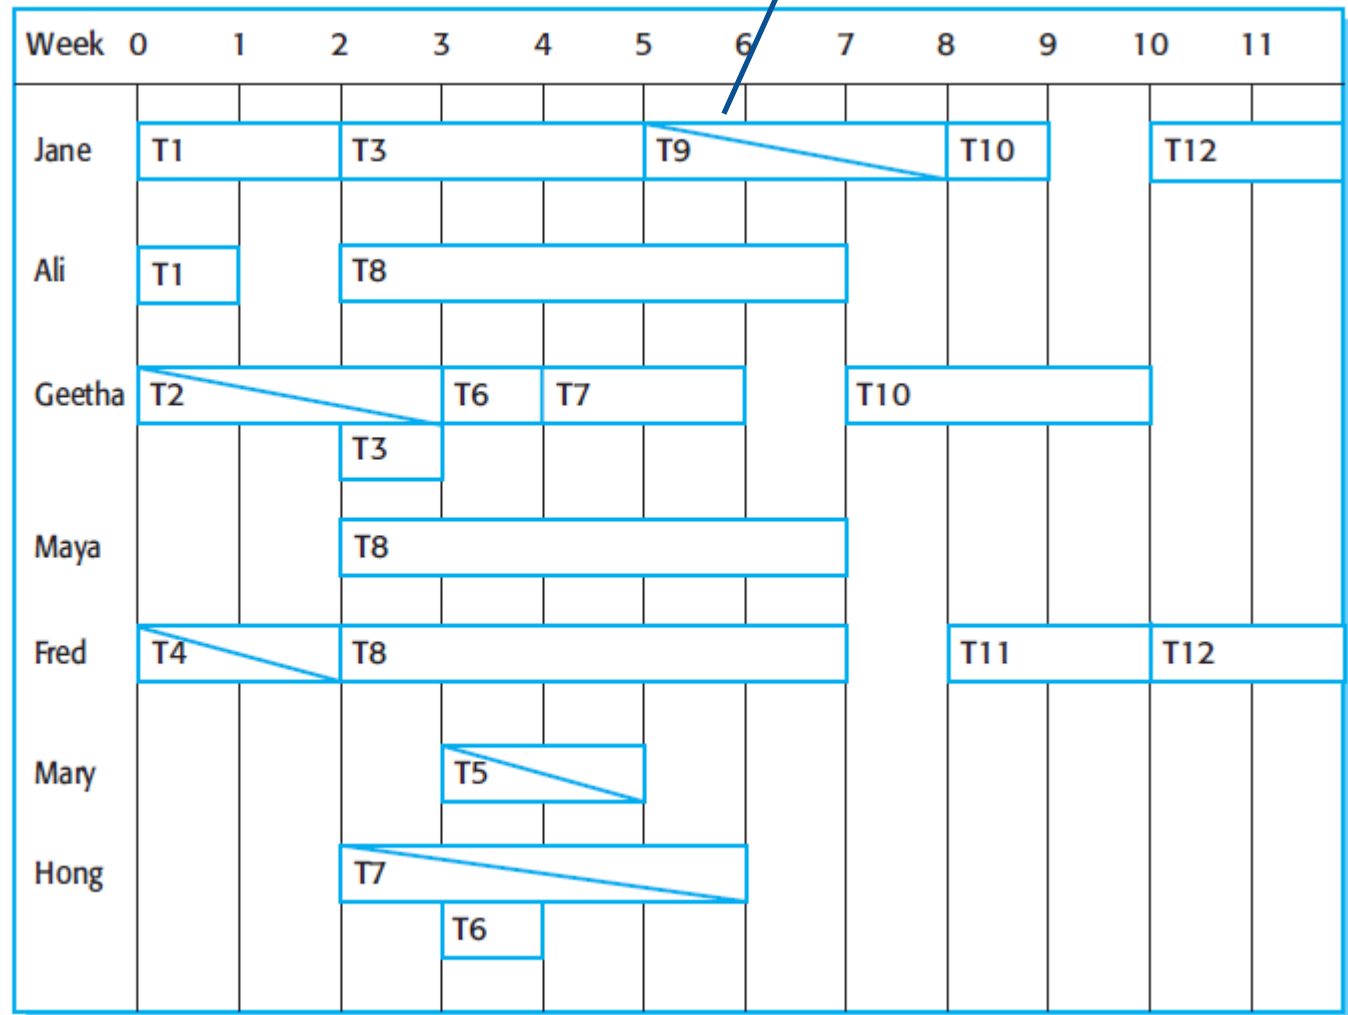 Week 0 1 2 3 4 5 6 7 8 9 10 11
Jane T1 T3 T9 T10 T12
Ali T1 T8
Geetha T2 T6 T7 T10
T3
Maya T8
Fred T4 T8 T11 T12
Mary T5
Hong T7
T6